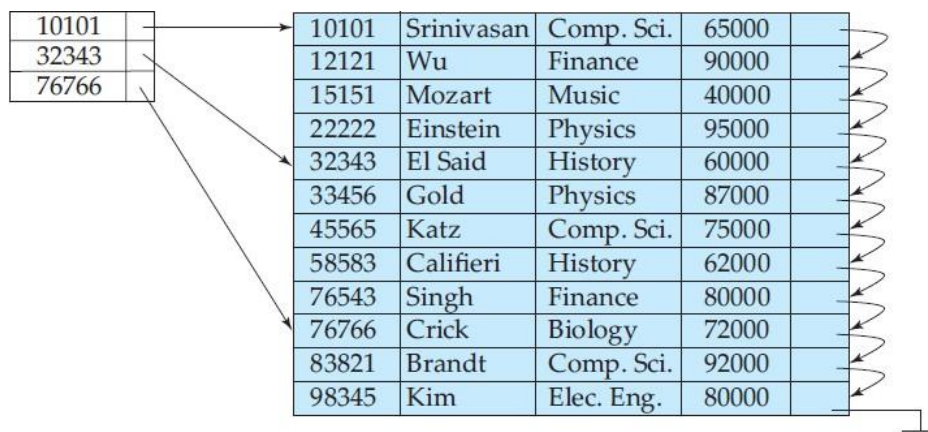 10101
32343
76766
10101 Srinivasan Comp. Sci. 65000
12121 Wu Finance 90000
15151 Mozart Music 40000
22222 Einstein Physics 95000
32343 El Said History 60000
33456 Gold Physics 87000
45565 Katz Comp. Sci. 75000
58583 Califieri History 62000
76543 Singh Finance 80000
76766 Crick Biology 72000
83821 Brandt Comp. Sci. 92000
98345 Kim Elec. Eng. 80000